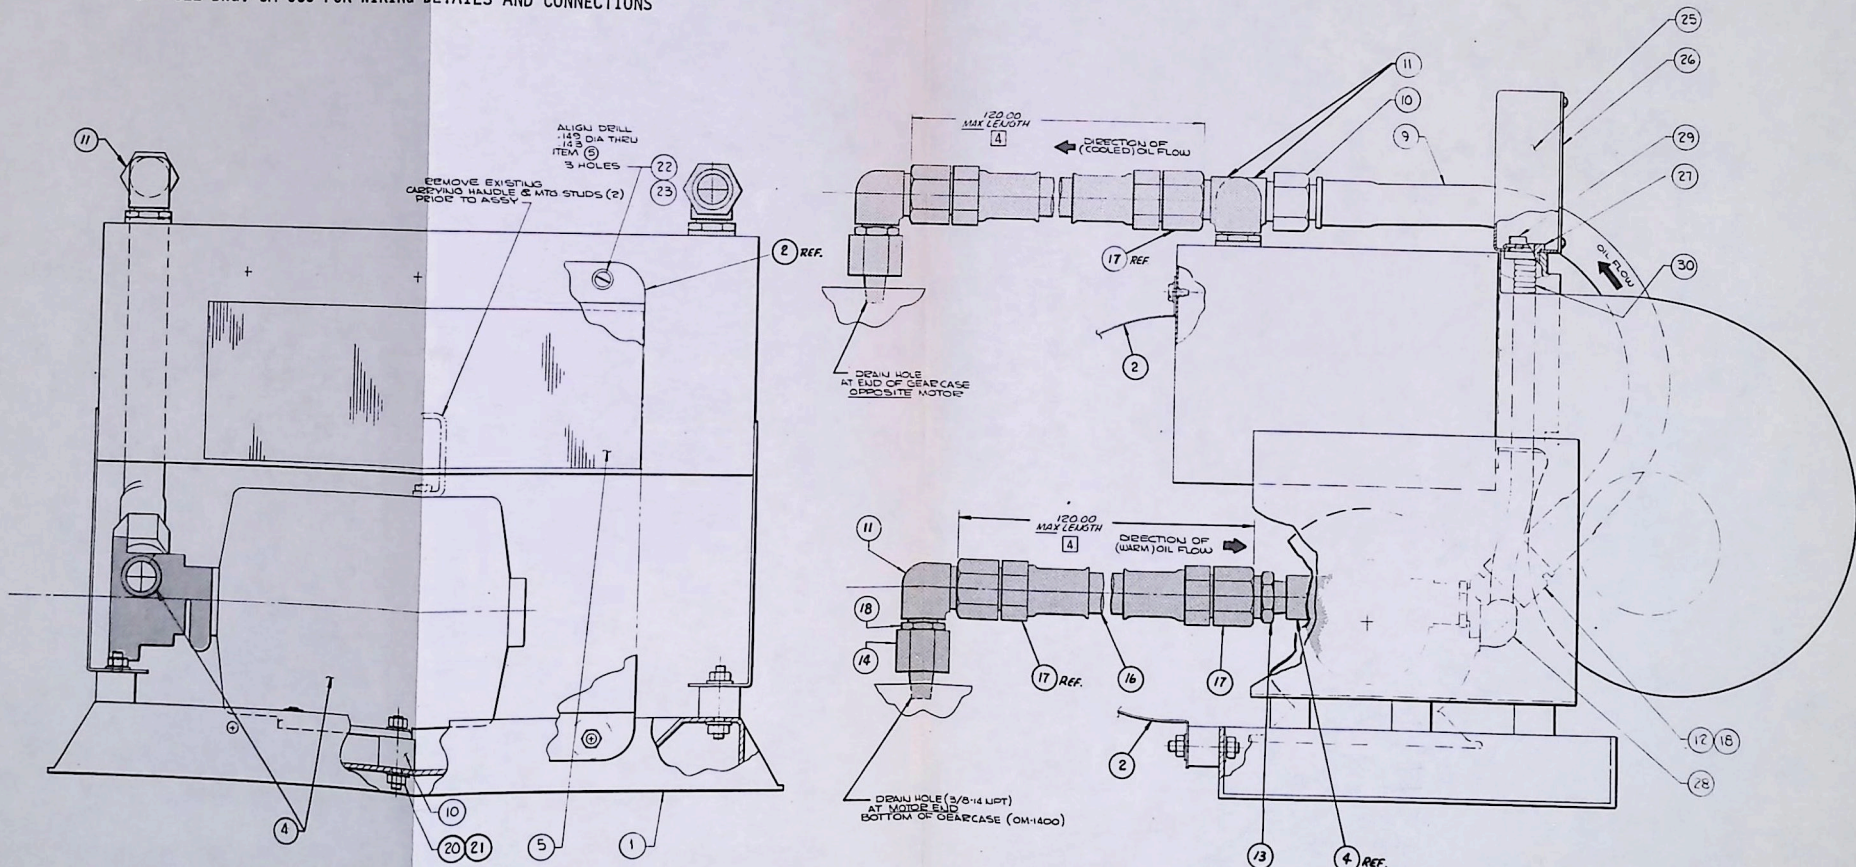 FOR WIRING DETAILS AND CONNECTIONS
11
ALIGN DRILL
.149 DIA THRU
.143
ITEM 5
3 HOLES
22
23
REMOVE EXISTING
CARRYING HANDLE & MTG STUDS (2)
PRIOR TO ASSY
2 REF.
4
10
20 21
5
1
120.00
MAX LENGTH
4
DIRECTION OF
(COOLED) OIL FLOW
11
10
9
25
26
29
27
30
OIL FLOW
17 REF
2
DRAIN HOLE
AT END OF GEARCASE
OPPOSITE MOTOR
120.00
MAX LENGTH
4
DIRECTION OF
(WARM) OIL FLOW
11
18
14
17 REF.
16
17
2
12 18
28
DRAIN HOLE (3/8-14 NPT)
AT MOTOR END
BOTTOM OF GEARCASE (OM-1400)
13
4 REF.